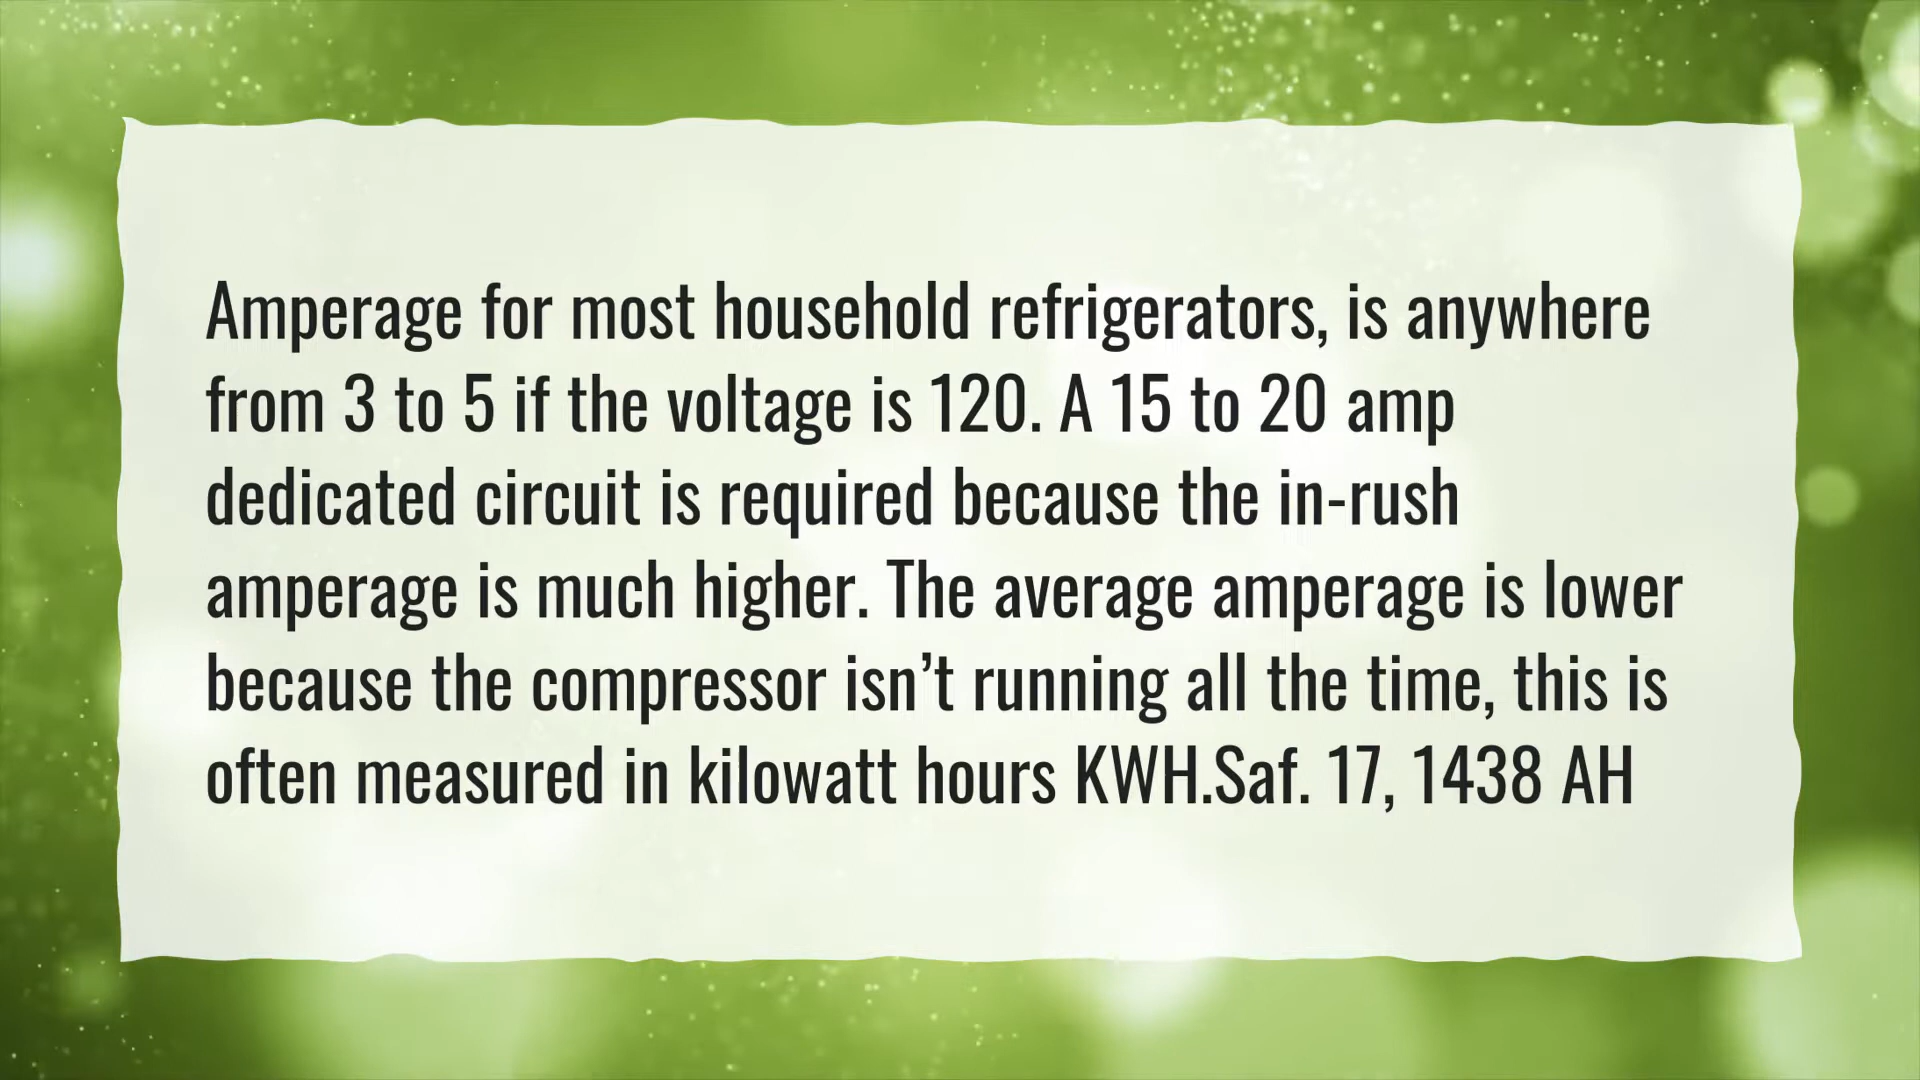 Amperage for most household refrigerators, is anywhere
from 3 to 5 if the voltage is 120. A 15 to 20 amp
dedicated circuit is required because the in-rush
amperage is much higher. The average amperage is lower
because the compressor isn’t running all the time, this is
often measured in kilowatt hours KWH.Saf. 17, 1438 AH